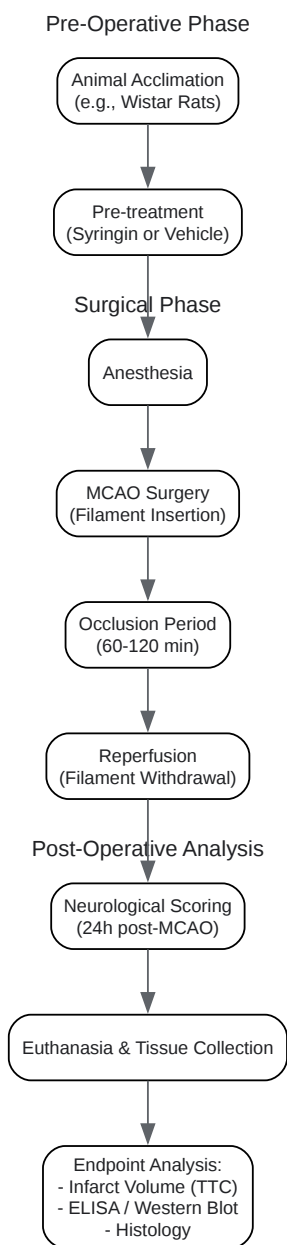 Pre-Operative Phase
Animal Acclimation
(e.g., Wistar Rats)
Pre-treatment
(Syringin or Vehicle)
Surgical Phase
Anesthesia
MCAO Surgery
(Filament Insertion)
Occlusion Period
(60-120 min)
Reperfusion
(Filament Withdrawal)
Post-Operative Analysis
Neurological Scoring
(24h post-MCAO)
Euthanasia & Tissue Collection
Endpoint Analysis:
- Infarct Volume (TTC)
- ELISA / Western Blot
- Histology